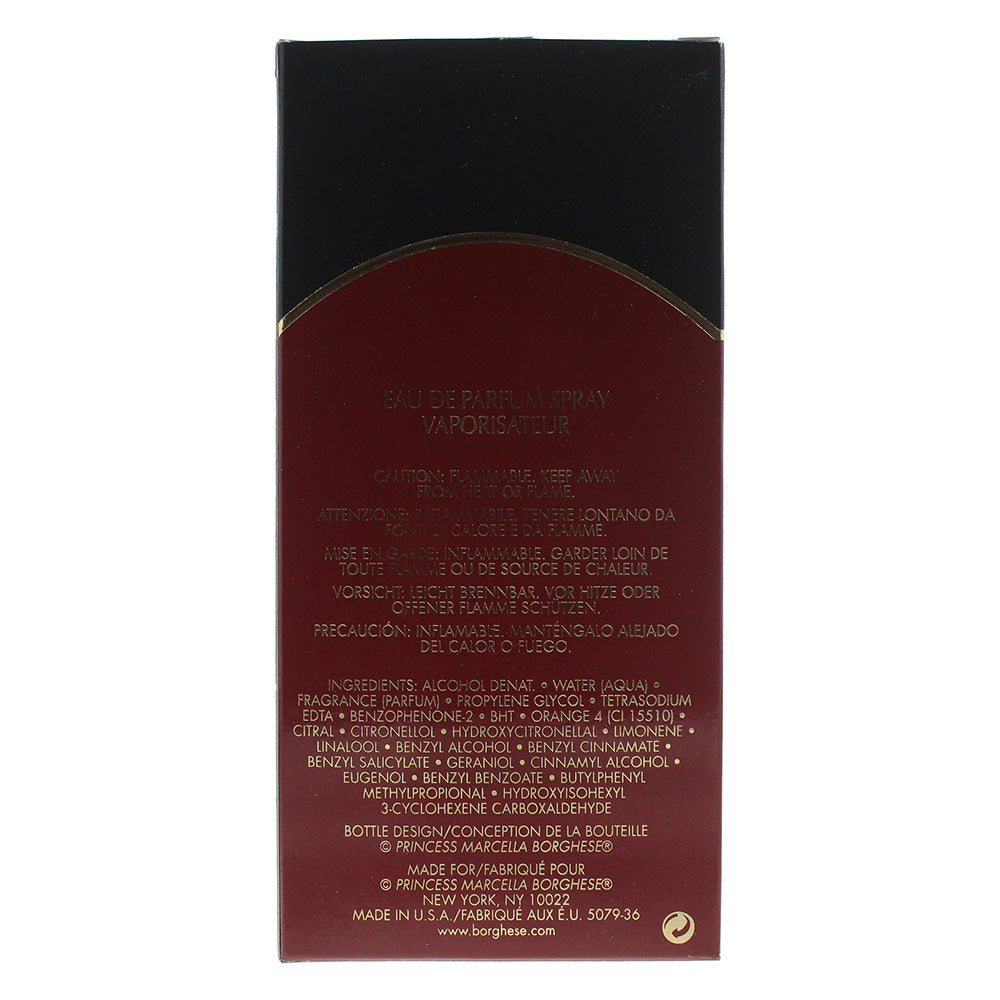 EAU DE PARFUM SPRAY
VAPORISATEUR
CAUTION: FLAMMABLE. KEEP AWAY
FROM HEAT OR FLAME.
ATTENZIONE: INFIAMMABILE. TENERE LONTANO DA
FONTI DI CALORE E DA FIAMME.
MISE EN GARDE: INFLAMMABLE. GARDER LOIN DE
TOUTE FLAMME OU DE SOURCE DE CHALEUR.
VORSICHT: LEICHT BRENNBAR. VOR HITZE ODER
OFFENER FLAMME SCHÜTZEN.
PRECAUCIÓN: INFLAMABLE. MANTÉNGALO ALEJADO
DEL CALOR O FUEGO.
INGREDIENTS: ALCOHOL DENAT. • WATER (AQUA) •
FRAGRANCE (PARFUM) • PROPYLENE GLYCOL • TETRASODIUM
EDTA • BENZOPHENONE-2 • BHT • ORANGE 4 (CI 15510) •
CITRAL • CITRONELLOL • HYDROXYCITRONELLAL • LIMONENE •
LINALOOL • BENZYL ALCOHOL • BENZYL CINNAMATE •
BENZYL SALICYLATE • GERANIOL • CINNAMYL ALCOHOL •
EUGENOL • BENZYL BENZOATE • BUTYLPHENYL
METHYLPROPIONAL • HYDROXYISOHEXYL
3-CYCLOHEXENE CARBOXALDEHYDE
BOTTLE DESIGN/CONCEPTION DE LA BOUTEILLE
© PRINCESS MARCELLA BORGHESE®
MADE FOR/FABRIQUÉ POUR
© PRINCESS MARCELLA BORGHESE®
NEW YORK, NY 10022
MADE IN U.S.A./FABRIQUÉ AUX É.U. 5079-36
www.borghese.com